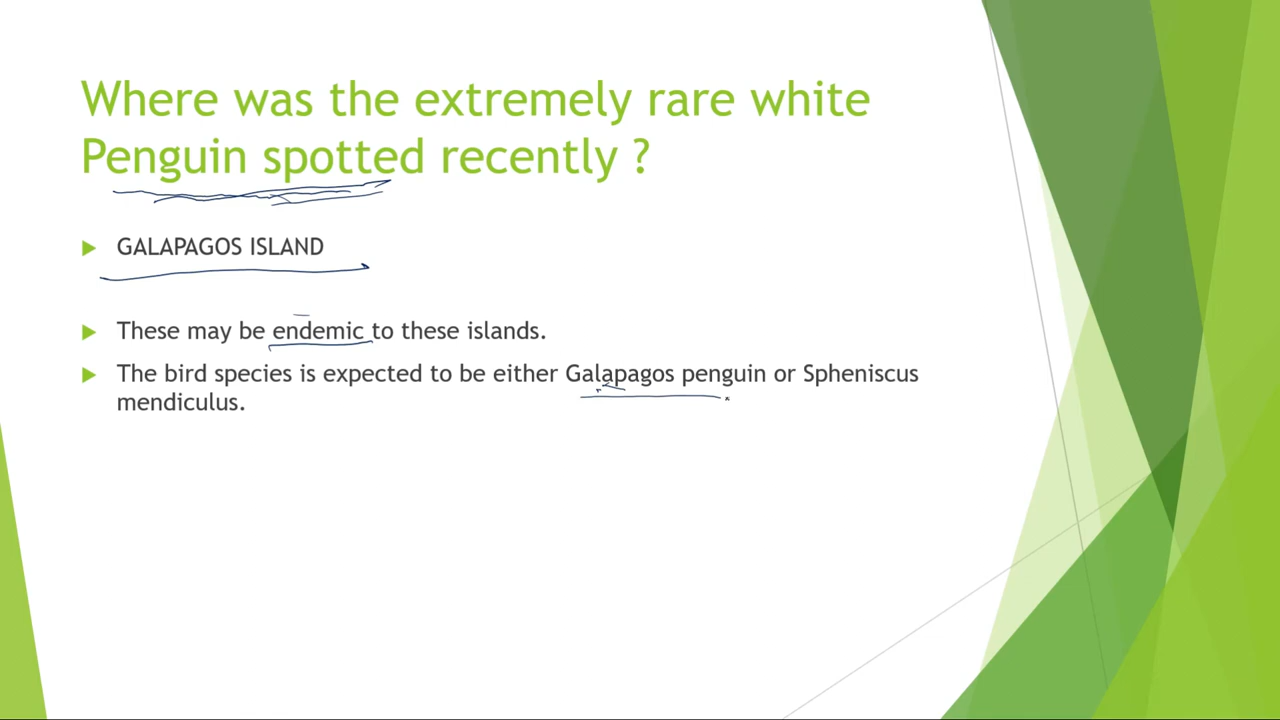 Where was the extremely rare white
Penguin spotted recently ?
GALAPAGOS ISLAND
These may be endemic to these islands.
The bird species is expected to be either Galapagos penguin or Spheniscus
mendiculus.